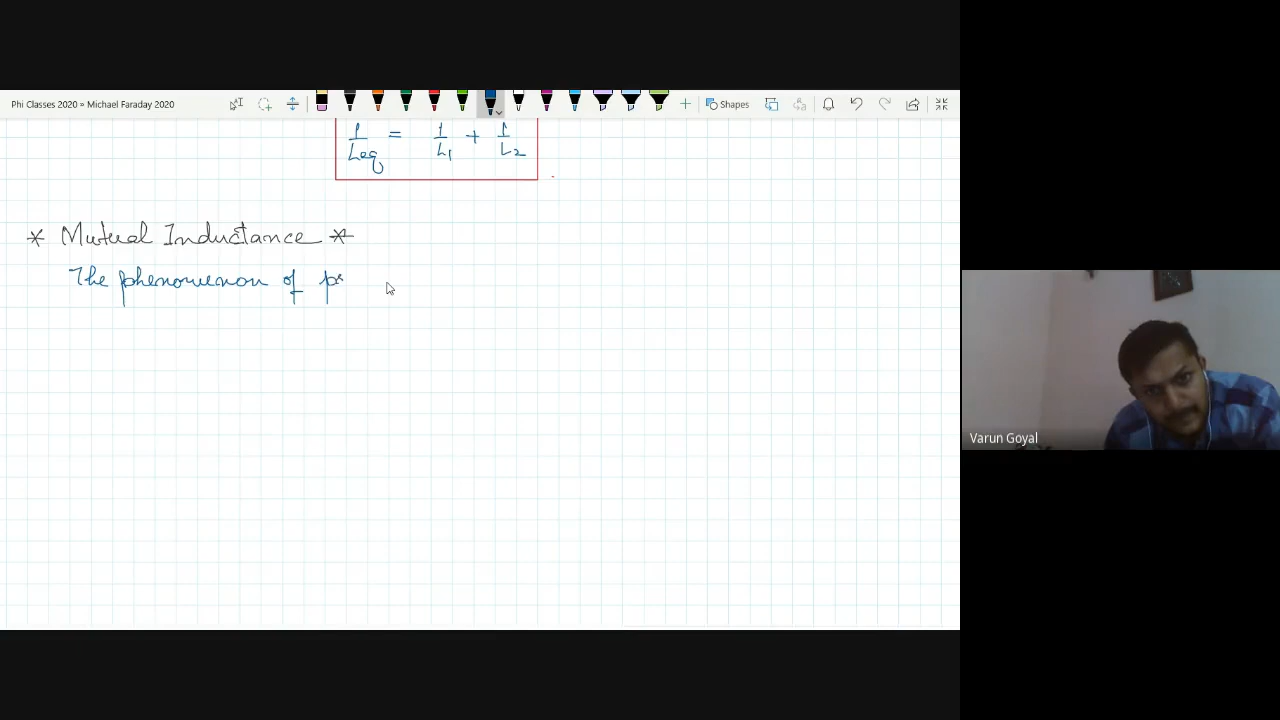 Phi Classes 2020 » Michael Faraday 2020
Shapes
1/Leq = 1/L1 + 1/L2
* Mutual Inductance *
The phenomenon of pr
Varun Goyal